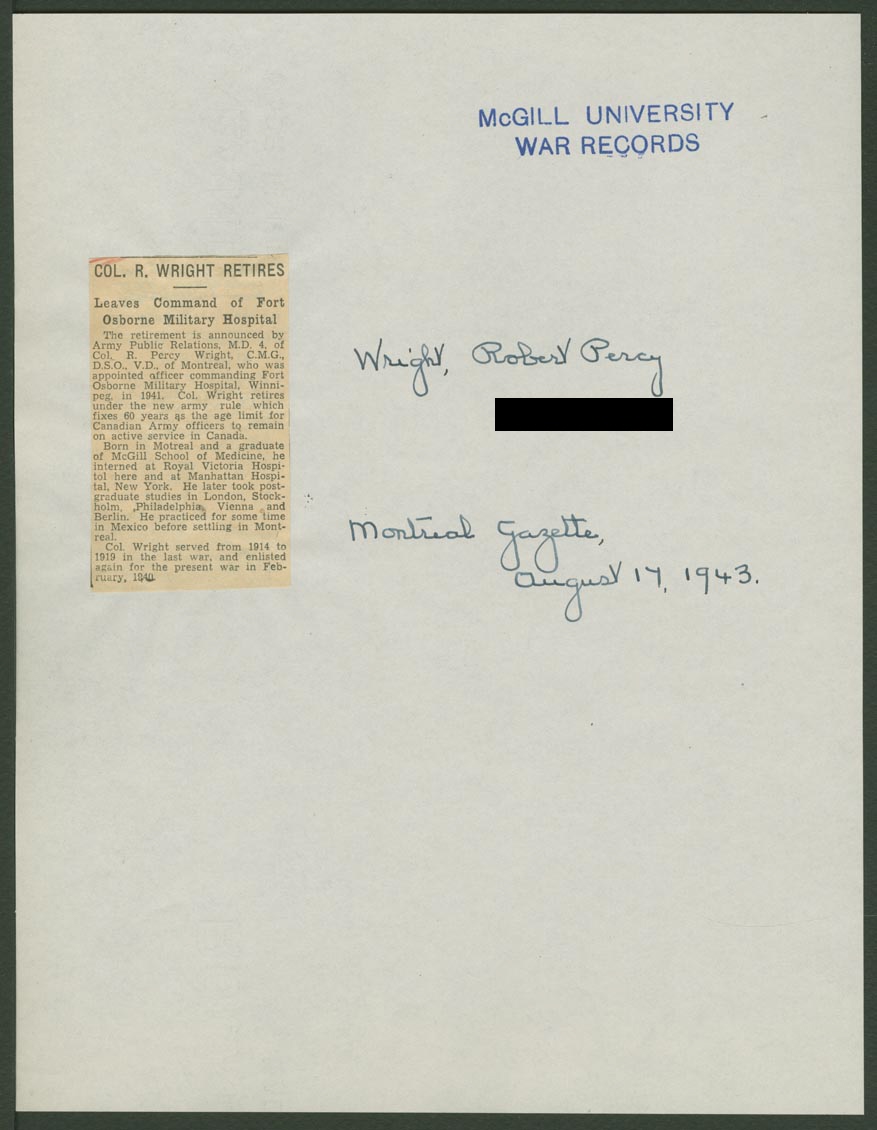 McGILL UNIVERSITY
WAR RECORDS
COL. R. WRIGHT RETIRES
Leaves Command of Fort
Osborne Military Hospital
The retirement is announced by
Army Public Relations, M.D. 4, of
Col. R. Percy Wright, C.M.G.,
D.S.O., V.D., of Montreal, who was
appointed officer commanding Fort
Osborne Military Hospital, Winni-
peg, in 1941. Col. Wright retires
under the new army rule which
fixes 60 years as the age limit for
Canadian Army officers to remain
on active service in Canada.
Born in Motreal and a graduate
of McGill School of Medicine, he
interned at Royal Victoria Hospi-
tol here and at Manhattan Hospi-
tal, New York. He later took post-
graduate studies in London, Stock-
holm, Philadelphia, Vienna and
Berlin. He practiced for some time
in Mexico before settling in Mont-
real.
Col. Wright served from 1914 to
1919 in the last war, and enlisted
again for the present war in Feb-
ruary, 1940.
Wright, Robert Percy
Montreal Gazette,
August 17, 1943.